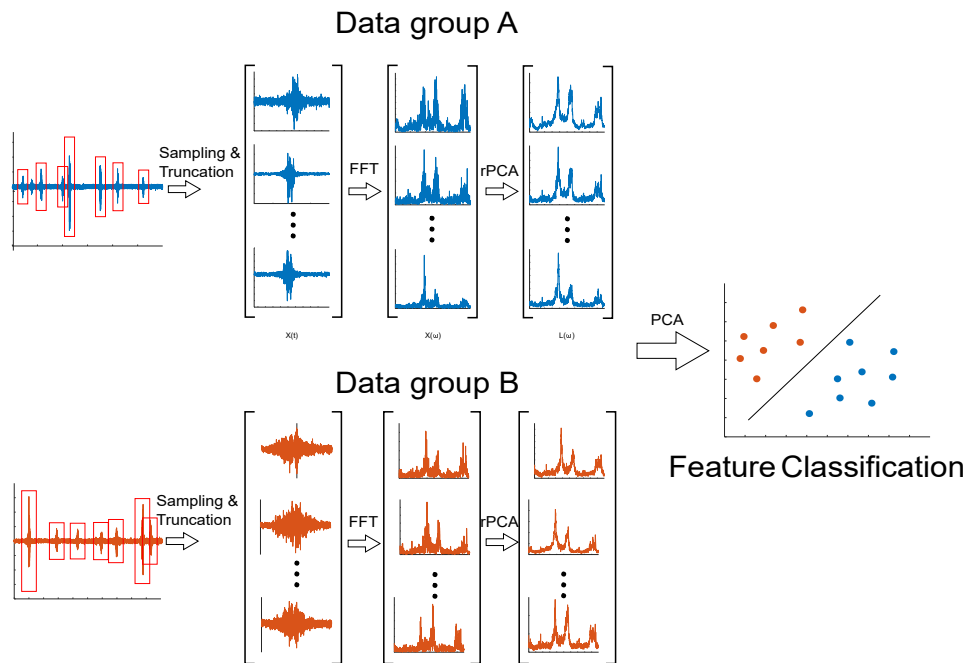 Data group A
Sampling &
Truncation
FFT
rPCA
X(t)
X(ω)
L(ω)
PCA
Data group B
Sampling &
Truncation
FFT
rPCA
Feature Classification